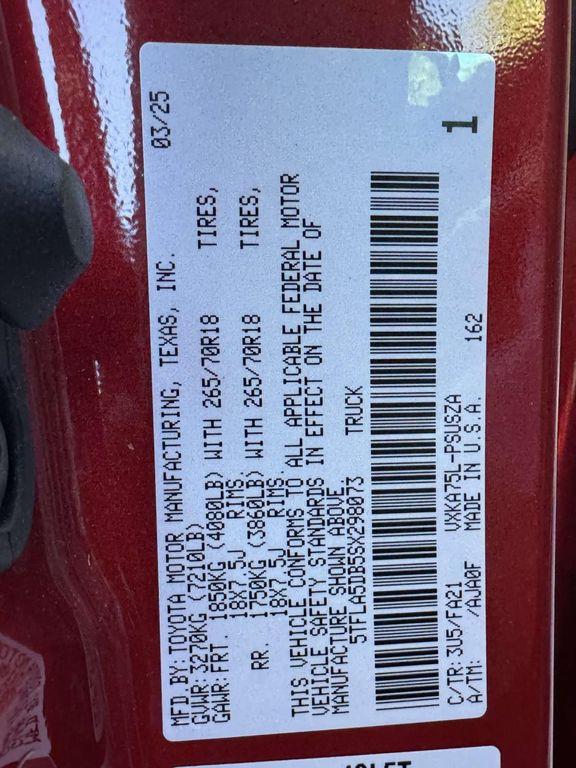 MFD.BY:TOYOTA MOTOR MANUFACTURING, TEXAS, INC. 03/25
GVWR:3270KG (7210LB)
GAWR:FRT. 1850KG (4080LB) WITH 265/70R18 TIRES,
18X7.5J RIMS
RR. 1750KG (3860LB) WITH 265/70R18 TIRES,
18X7.5J RIMS
THIS VEHICLE CONFORMS TO ALL APPLICABLE FEDERAL MOTOR
VEHICLE SAFETY STANDARDS IN EFFECT ON THE DATE OF
MANUFACTURE SHOWN ABOVE
5TFLA5DB5SX298073 TRUCK
C/TR:3U5/FA21 VXKA75L-PSUSZA 162 1
A/TM: /AJA0F MADE IN U.S.A.